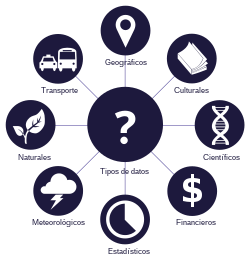 Geográficos
Transporte
Culturales
?
Naturales
Científicos
Tipos de datos
Meteorológicos
$
Financieros
Estadísticos